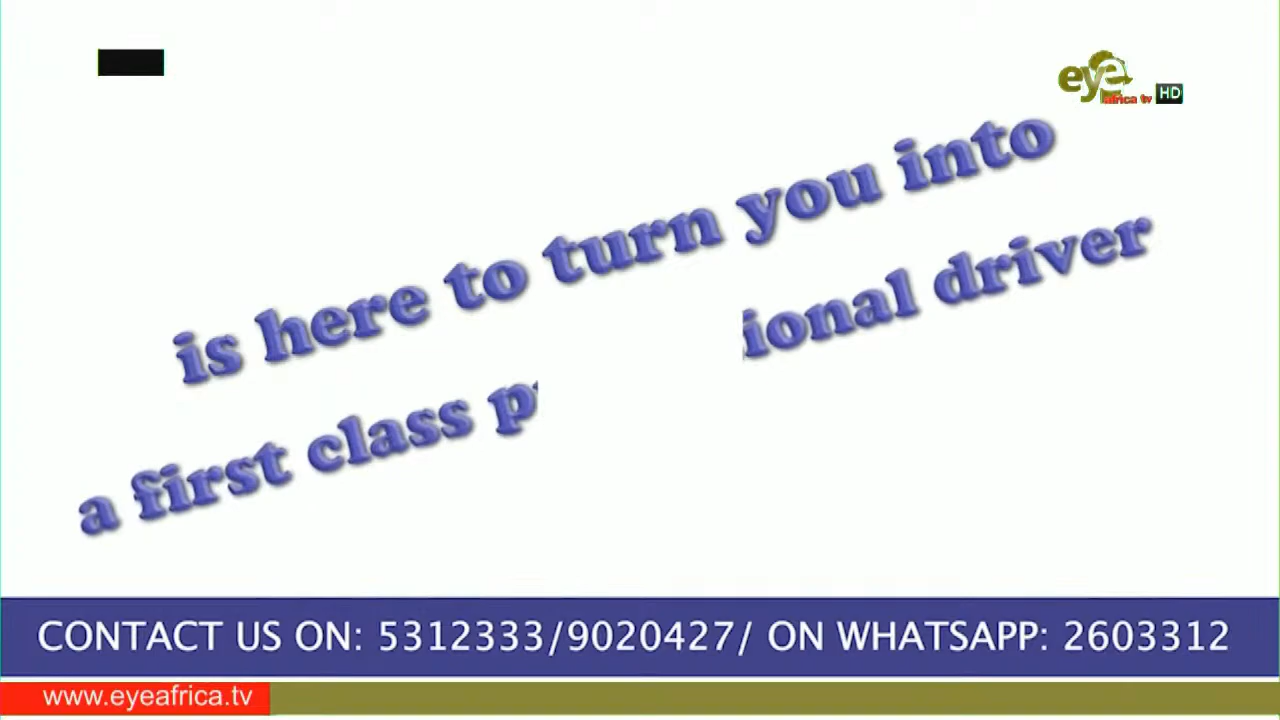 eye
africa tv HD
is here to turn you into
a first class ional driver
CONTACT US ON: 5312333/9020427/ ON WHATSAPP: 2603312
www.eyeafrica.tv